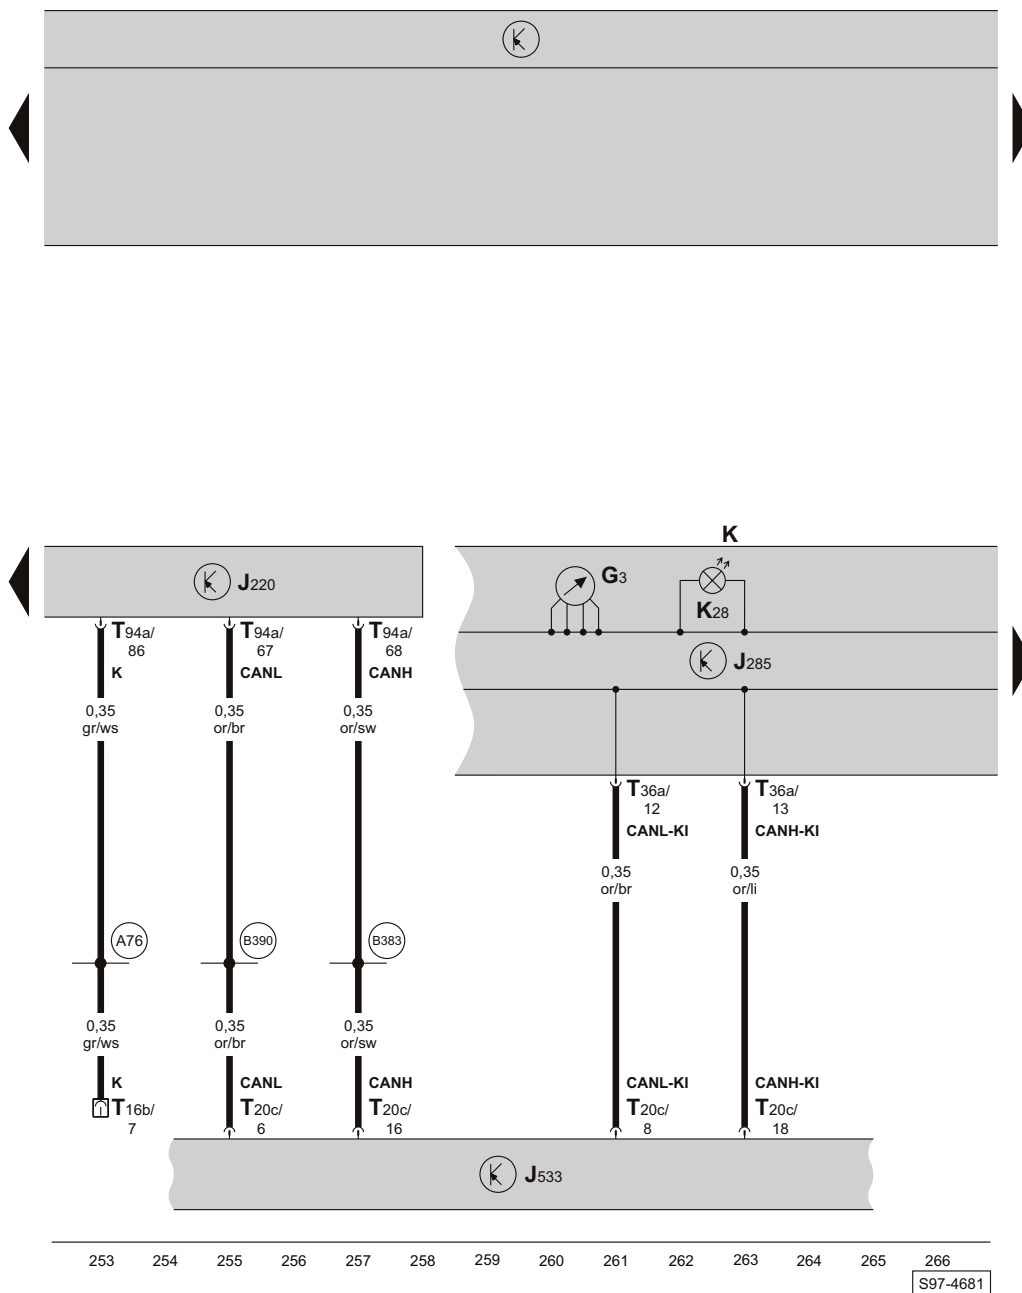 K
J220
G3
K28
J285
T94a/
86
K
T94a/
67
CANL
T94a/
68
CANH
0,35
gr/ws
0,35
or/br
0,35
or/sw
T36a/
12
CANL-KI
T36a/
13
CANH-KI
0,35
or/br
0,35
or/li
A76
B390
B383
0,35
gr/ws
0,35
or/br
0,35
or/sw
K
T16b/
7
CANL
T20c/
6
CANH
T20c/
16
CANL-KI
T20c/
8
CANH-KI
T20c/
18
J533
253 254 255 256 257 258 259 260 261 262 263 264 265 266
S97-4681